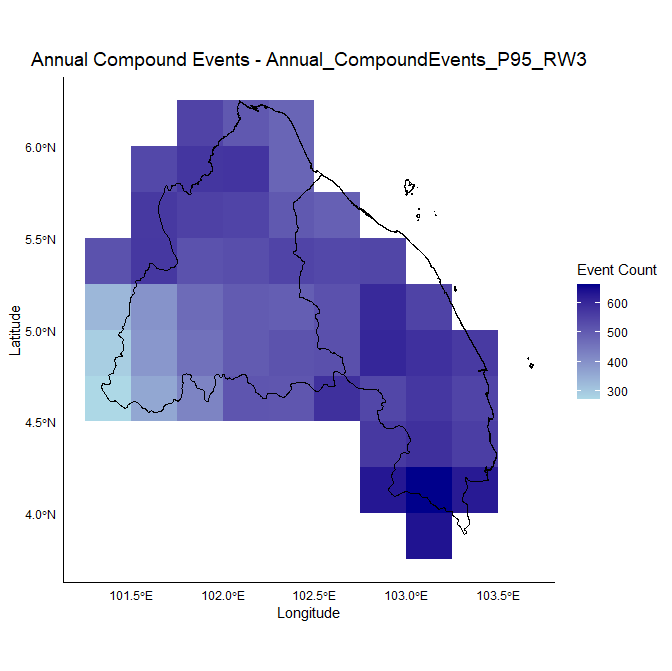 Annual Compound Events - Annual_CompoundEvents_P95_RW3
6.0°N
5.5°N
5.0°N
4.5°N
4.0°N
Latitude
101.5°E 102.0°E 102.5°E 103.0°E 103.5°E
Longitude
Event Count
600
500
400
300